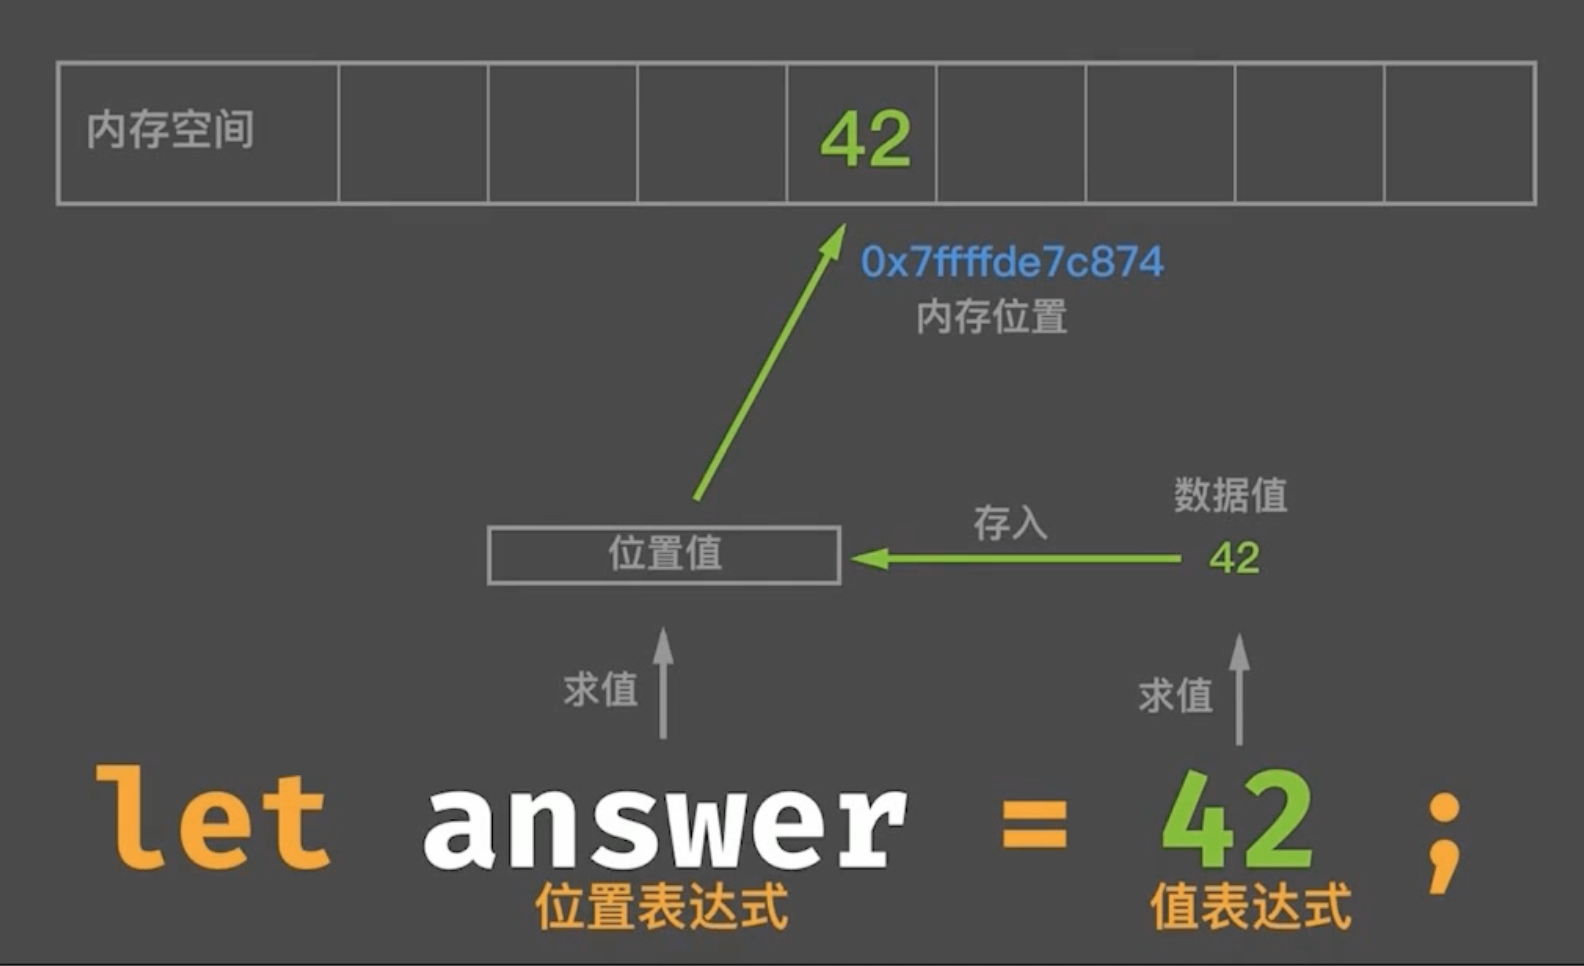 内存空间 42
0x7ffffde7c874
内存位置
数据值
存入
位置值 42
求值 求值
let answer = 42 ;
位置表达式 值表达式